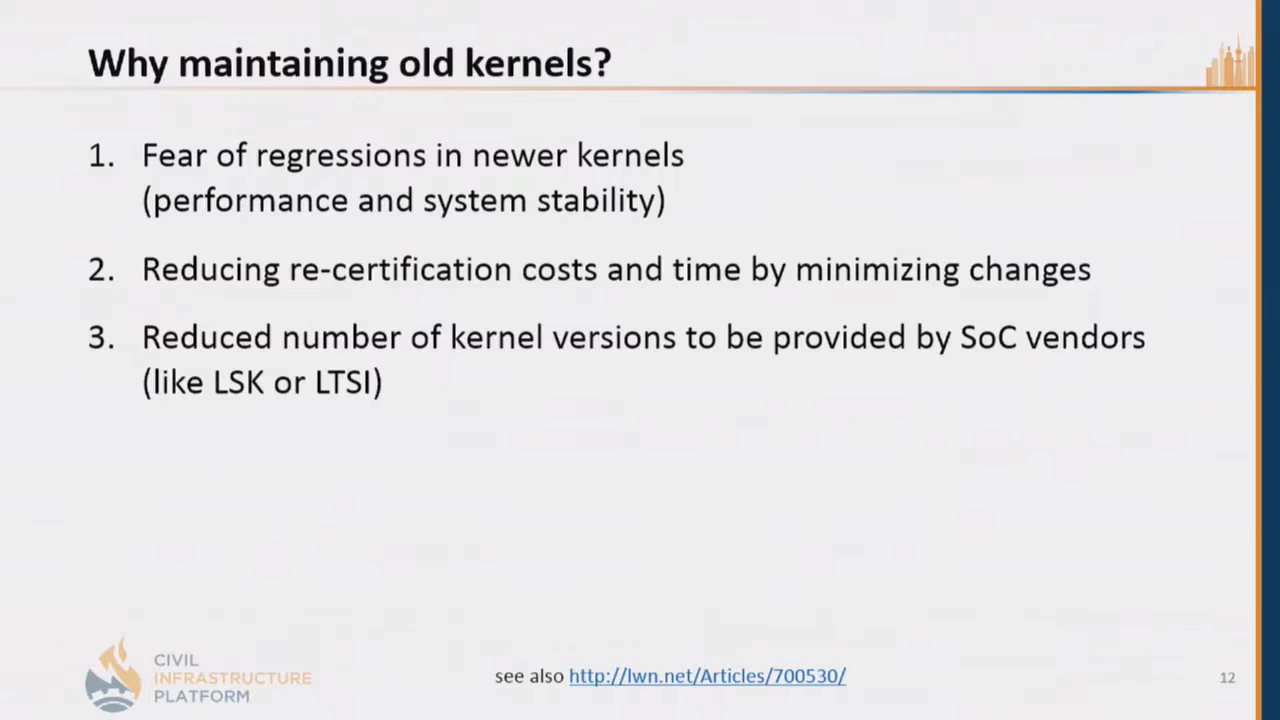 Why maintaining old kernels?
1. Fear of regressions in newer kernels
(performance and system stability)
2. Reducing re-certification costs and time by minimizing changes
3. Reduced number of kernel versions to be provided by SoC vendors
(like LSK or LTSI)
CIVIL
INFRASTRUCTURE
PLATFORM
see also http://lwn.net/Articles/700530/
12